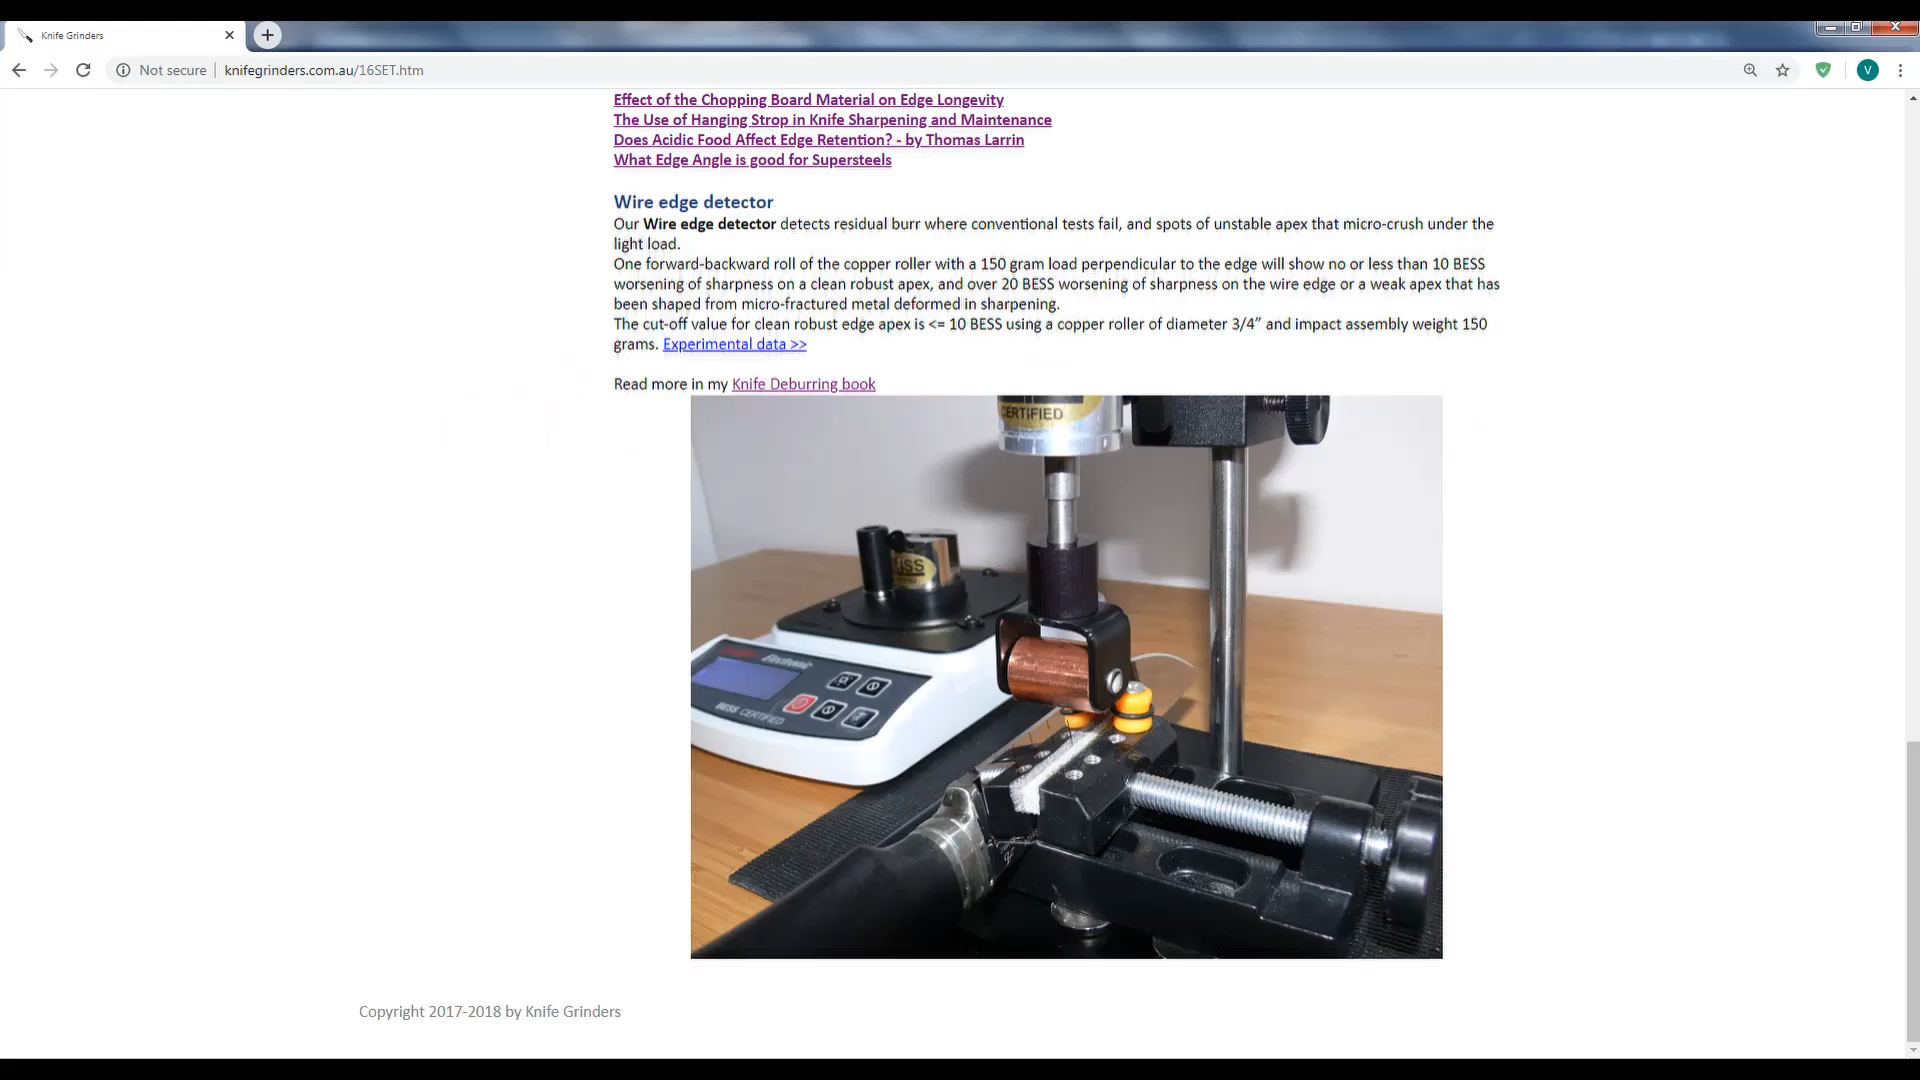 Knife Grinders
Not secure
knifegrinders.com.au/16SET.htm
V
Effect of the Chopping Board Material on Edge Longevity
The Use of Hanging Strop in Knife Sharpening and Maintenance
Does Acidic Food Affect Edge Retention? - by Thomas Larrin
What Edge Angle is good for Supersteels
Wire edge detector
Our Wire edge detector detects residual burr where conventional tests fail, and spots of unstable apex that micro-crush under the
light load.
One forward-backward roll of the copper roller with a 150 gram load perpendicular to the edge will show no or less than 10 BESS
worsening of sharpness on a clean robust apex, and over 20 BESS worsening of sharpness on the wire edge or a weak apex that has
been shaped from micro-fractured metal deformed in sharpening.
The cut-off value for clean robust edge apex is <= 10 BESS using a copper roller of diameter 3/4” and impact assembly weight 150
grams. Experimental data >>
Read more in my Knife Deburring book
CERTIFIED
BESS CERTIFIED
Copyright 2017-2018 by Knife Grinders